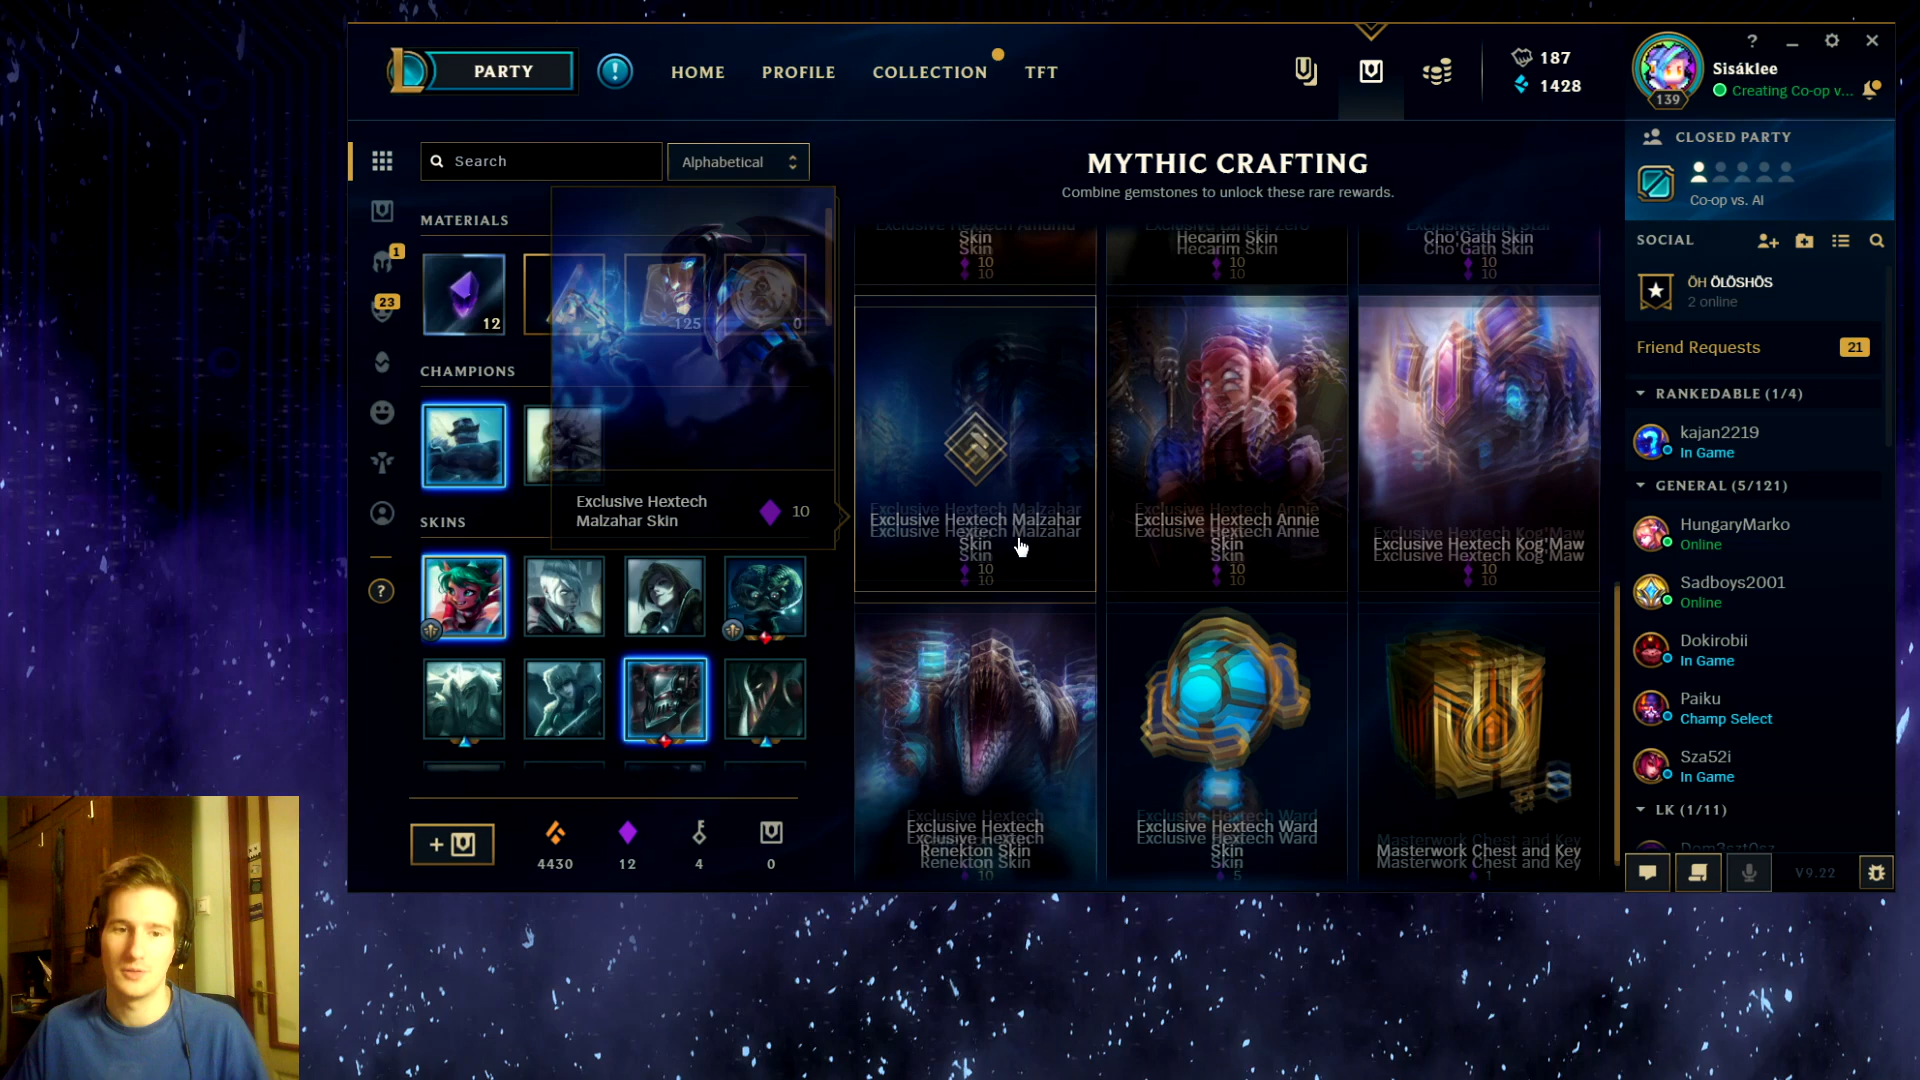 PARTY
HOME
PROFILE
COLLECTION
TFT
187
1428
?
139
Sisáklee
Creating Co-op v...
Search
Alphabetical
MYTHIC CRAFTING
Combine gemstones to unlock these rare rewards.
CLOSED PARTY
Co-op vs. AI
SOCIAL
ÖH ÖLÖSHÖS
2 online
Friend Requests
21
RANKEDABLE (1/4)
kajan2219
In Game
GENERAL (5/121)
HungaryMarko
Online
Sadboys2001
Online
Dokirobii
In Game
Paiku
Champ Select
Sza52i
In Game
LK (1/11)
V9.22
1
23
?
MATERIALS
12
125
0
CHAMPIONS
SKINS
Exclusive Hextech
Malzahar Skin
10
Skin
10
Hecarim Skin
10
Cho'Gath Skin
10
Exclusive Hextech Malzahar
Skin
10
Exclusive Hextech Annie
Skin
10
Exclusive Hextech Kog'Maw
10
Exclusive Hextech
Renekton Skin
10
Exclusive Hextech Ward
Skin
5
Masterwork Chest and Key
1
4430
12
4
0